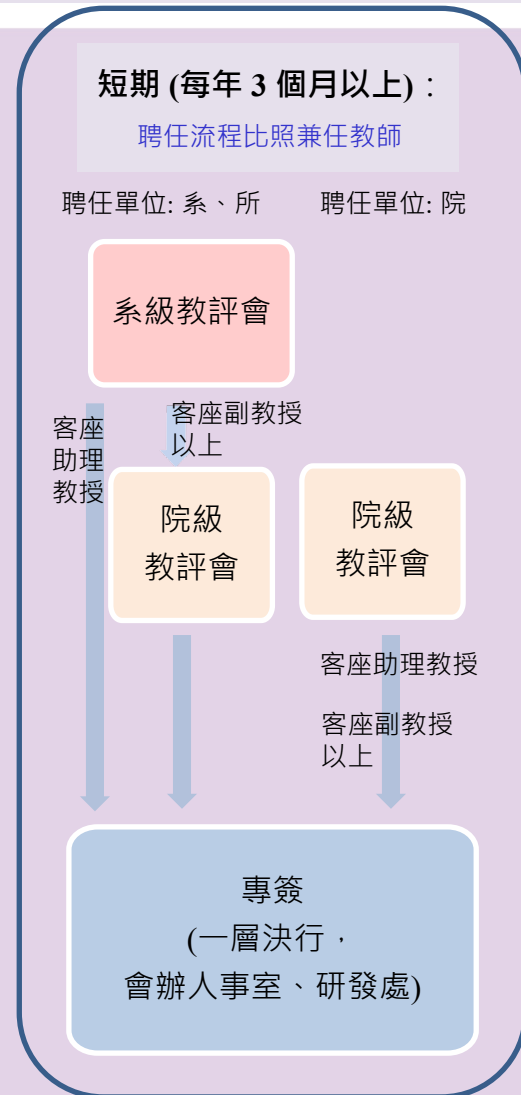 短期 (每年 3 個月以上)：
聘任流程比照兼任教師
聘任單位: 系、所
聘任單位: 院
系級教評會
客座
助理
教授
客座副教授
以上
院級
教評會
院級
教評會
客座助理教授
客座副教授
以上
專簽
(一層決行，
會辦人事室、研發處)